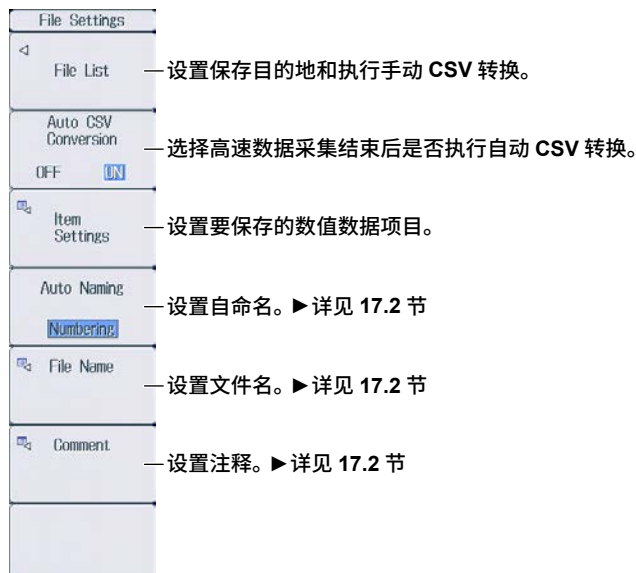 File Settings
File List
设置保存目的地和执行手动 CSV 转换。
Auto CSV
Conversion
OFF ON
选择高速数据采集结束后是否执行自动 CSV 转换。
Item
Settings
设置要保存的数值数据项目。
Auto Naming
Numbering
设置自命名。►详见 17.2 节
File Name
设置文件名。►详见 17.2 节
Comment
设置注释。►详见 17.2 节